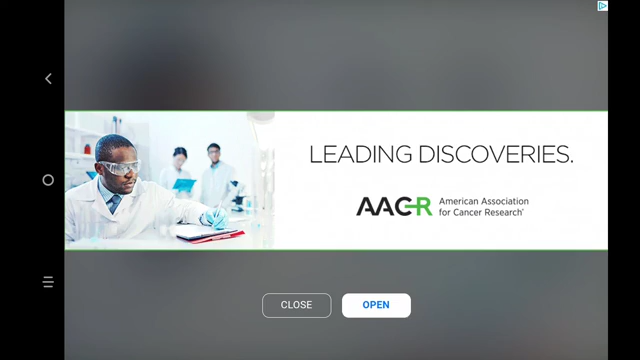 LEADING DISCOVERIES.
AACR American Association
for Cancer Research®
CLOSE
OPEN